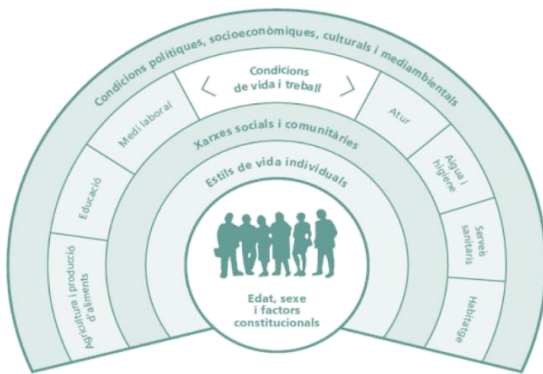 Condicions polítiques, socioeconòmiques, culturals i mediambientals
Condicions
de vida i treball
Agricultura i producció
d'aliments
Educació
Medi laboral
Atur
Aigua i
higiene
Serveis
sanitaris
Habitatge
Xarxes socials i comunitàries
Estils de vida individuals
Edat, sexe
i factors
constitucionals